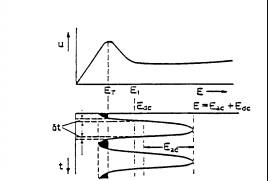 u
E_T E_1 E
E_dc E = E_ac + E_dc
δt
E_ac
t